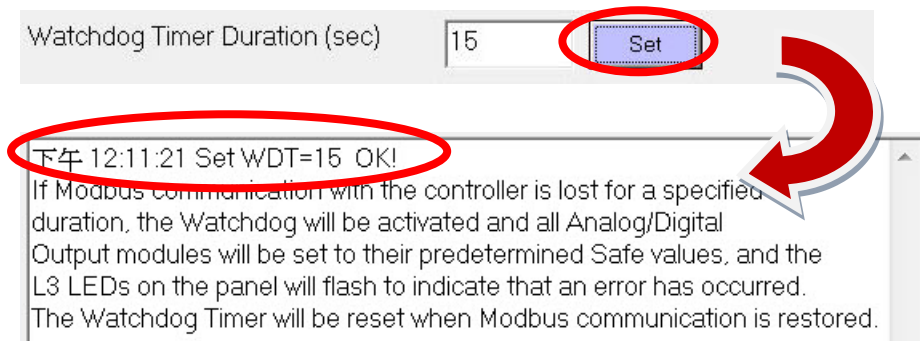 Watchdog Timer Duration (sec) 15 Set
下午 12:11:21 Set WDT=15 OK!
If Modbus communication with the controller is lost for a specified
duration, the Watchdog will be activated and all Analog/Digital
Output modules will be set to their predetermined Safe values, and the
L3 LEDs on the panel will flash to indicate that an error has occurred.
The Watchdog Timer will be reset when Modbus communication is restored.